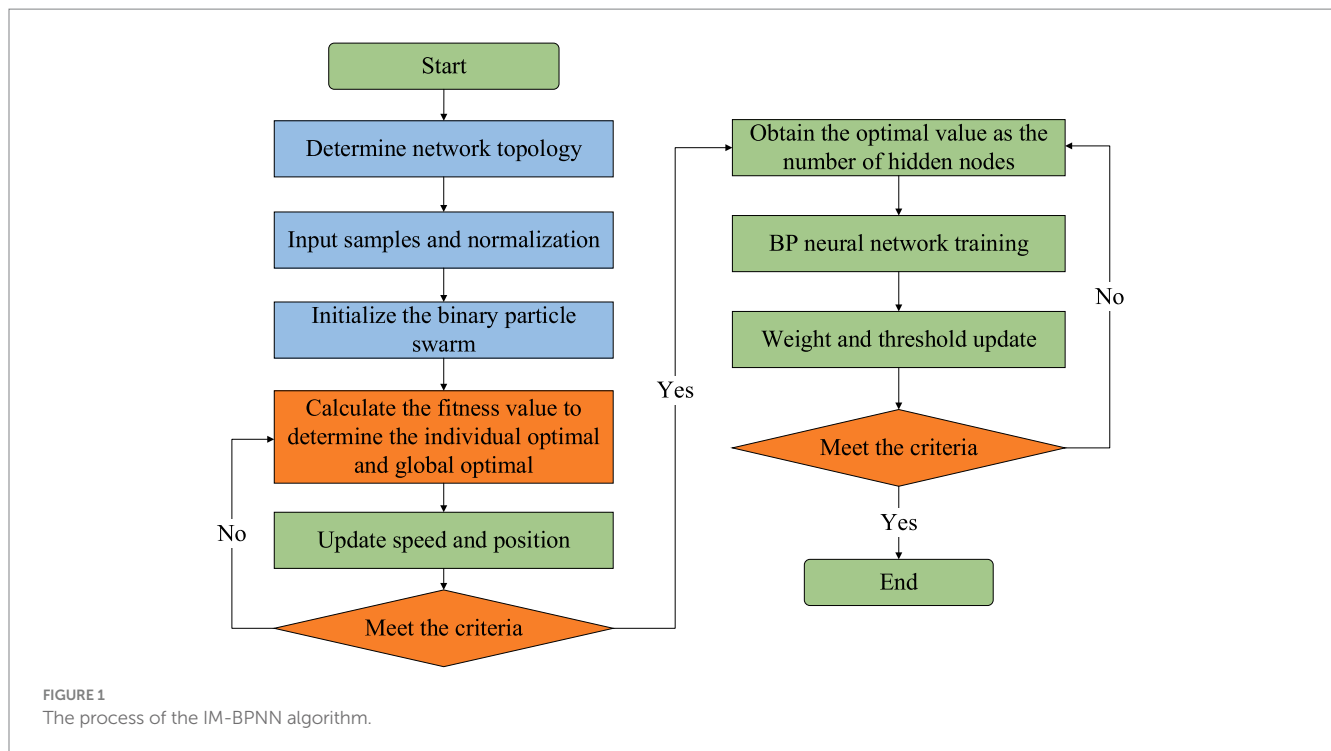 Start
Determine network topology
Input samples and normalization
Initialize the binary particle
swarm
Calculate the fitness value to
determine the individual optimal
and global optimal
No
Update speed and position
Meet the criteria
Yes
Obtain the optimal value as the
number of hidden nodes
BP neural network training
No
Weight and threshold update
Meet the criteria
Yes
End
FIGURE 1
The process of the IM-BPNN algorithm.